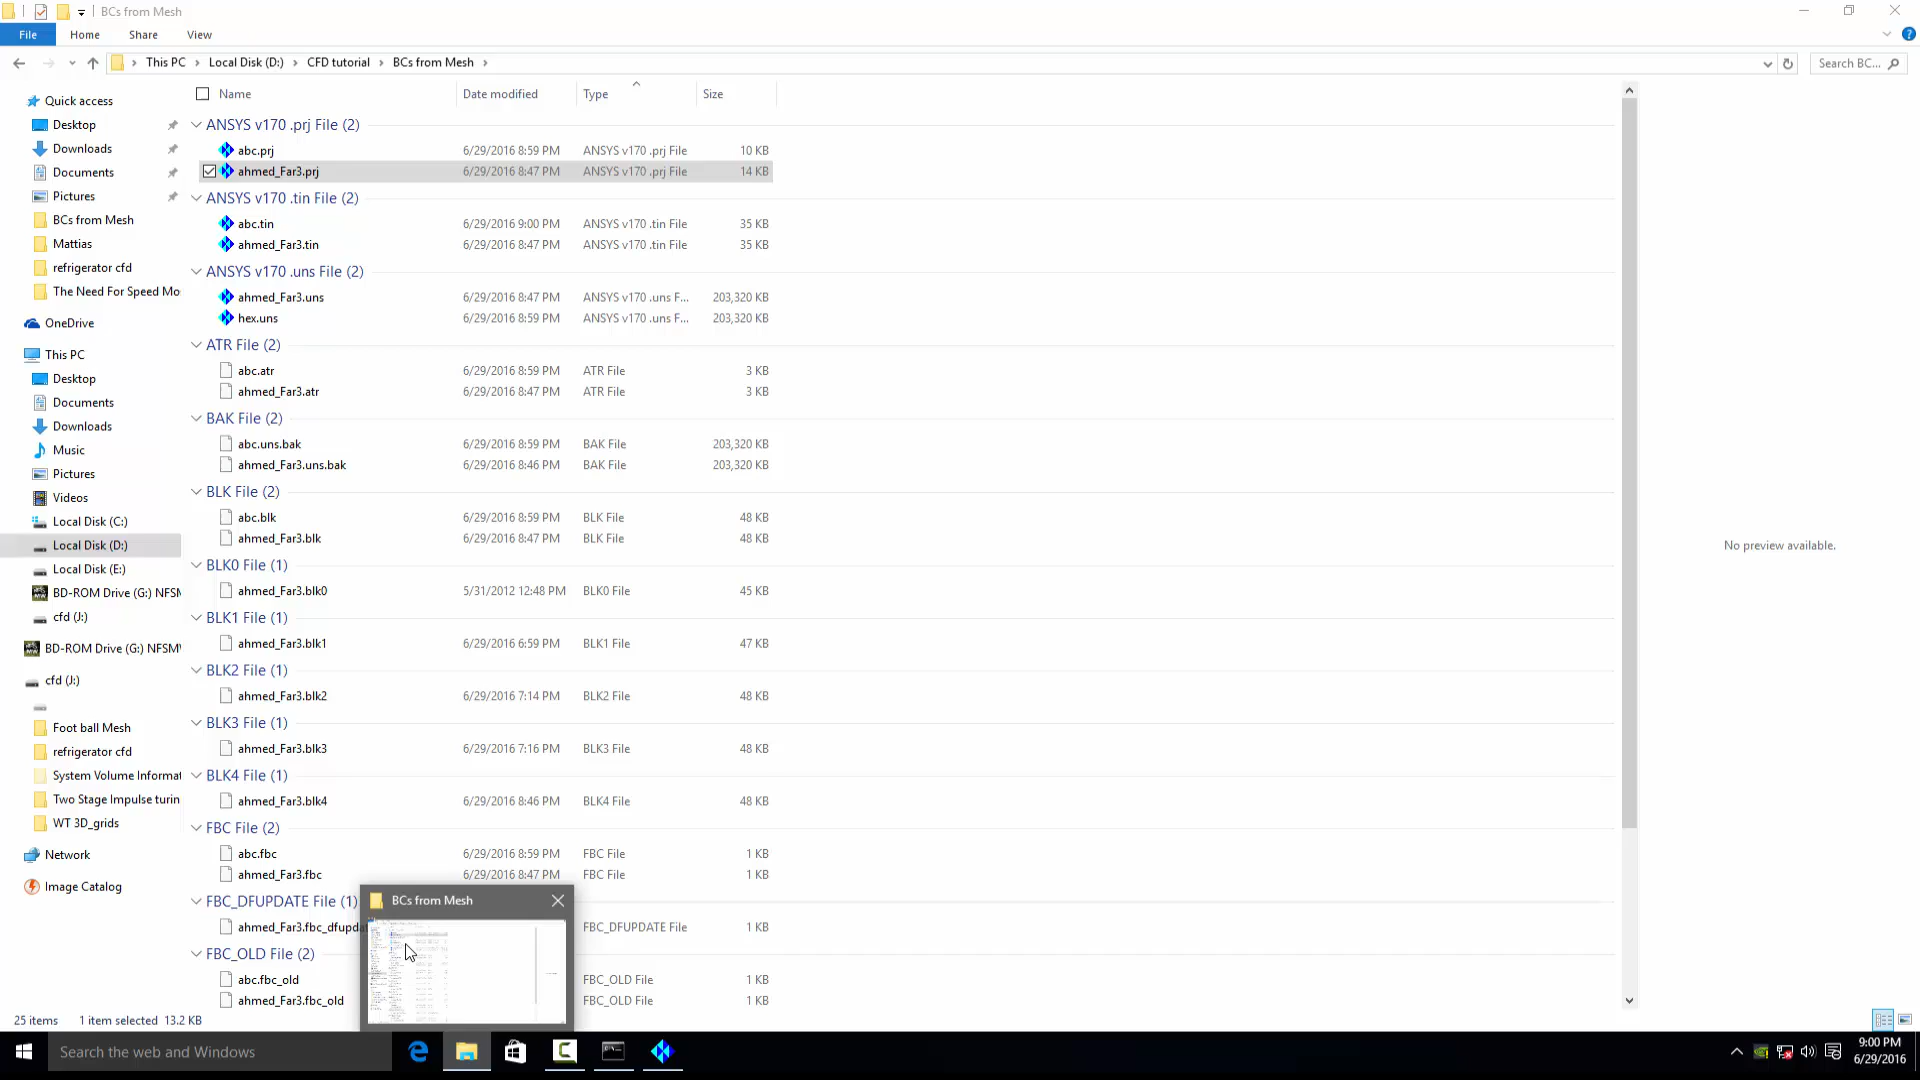 BCs from Mesh
File Home Share View
This PC Local Disk (D:) CFD tutorial BCs from Mesh
Search BC...
Name Date modified Type Size
Quick access
Desktop
Downloads
Documents
Pictures
BCs from Mesh
Mattias
refrigerator cfd
The Need For Speed Mo
OneDrive
This PC
Desktop
Documents
Downloads
Music
Pictures
Videos
Local Disk (C:)
Local Disk (D:)
Local Disk (E:)
BD-ROM Drive (G:) NFSM
cfd (J:)
BD-ROM Drive (G:) NFSM
cfd (J:)
Foot ball Mesh
refrigerator cfd
System Volume Informat
Two Stage Impulse turin
WT 3D_grids
Network
Image Catalog
ANSYS v170 .prj File (2)
abc.prj 6/29/2016 8:59 PM ANSYS v170 .prj File 10 KB
ahmed_Far3.prj 6/29/2016 8:47 PM ANSYS v170 .prj File 14 KB
ANSYS v170 .tin File (2)
abc.tin 6/29/2016 9:00 PM ANSYS v170 .tin File 35 KB
ahmed_Far3.tin 6/29/2016 8:47 PM ANSYS v170 .tin File 35 KB
ANSYS v170 .uns File (2)
ahmed_Far3.uns 6/29/2016 8:47 PM ANSYS v170 .uns F... 203,320 KB
hex.uns 6/29/2016 8:59 PM ANSYS v170 .uns F... 203,320 KB
ATR File (2)
abc.atr 6/29/2016 8:59 PM ATR File 3 KB
ahmed_Far3.atr 6/29/2016 8:47 PM ATR File 3 KB
BAK File (2)
abc.uns.bak 6/29/2016 8:59 PM BAK File 203,320 KB
ahmed_Far3.uns.bak 6/29/2016 8:46 PM BAK File 203,320 KB
BLK File (2)
abc.blk 6/29/2016 8:59 PM BLK File 48 KB
ahmed_Far3.blk 6/29/2016 8:47 PM BLK File 48 KB
BLK0 File (1)
ahmed_Far3.blk0 5/31/2012 12:48 PM BLK0 File 45 KB
BLK1 File (1)
ahmed_Far3.blk1 6/29/2016 6:59 PM BLK1 File 47 KB
BLK2 File (1)
ahmed_Far3.blk2 6/29/2016 7:14 PM BLK2 File 48 KB
BLK3 File (1)
ahmed_Far3.blk3 6/29/2016 7:16 PM BLK3 File 48 KB
BLK4 File (1)
ahmed_Far3.blk4 6/29/2016 8:46 PM BLK4 File 48 KB
FBC File (2)
abc.fbc 6/29/2016 8:59 PM FBC File 1 KB
ahmed_Far3.fbc 6/29/2016 8:47 PM FBC File 1 KB
FBC_DFUPDATE File (1)
ahmed_Far3.fbc_dfupda FBC_DFUPDATE File 1 KB
FBC_OLD File (2)
abc.fbc_old FBC_OLD File 1 KB
ahmed_Far3.fbc_old FBC_OLD File 1 KB
No preview available.
BCs from Mesh
25 items 1 item selected 13.2 KB
Search the web and Windows
9:00 PM
6/29/2016